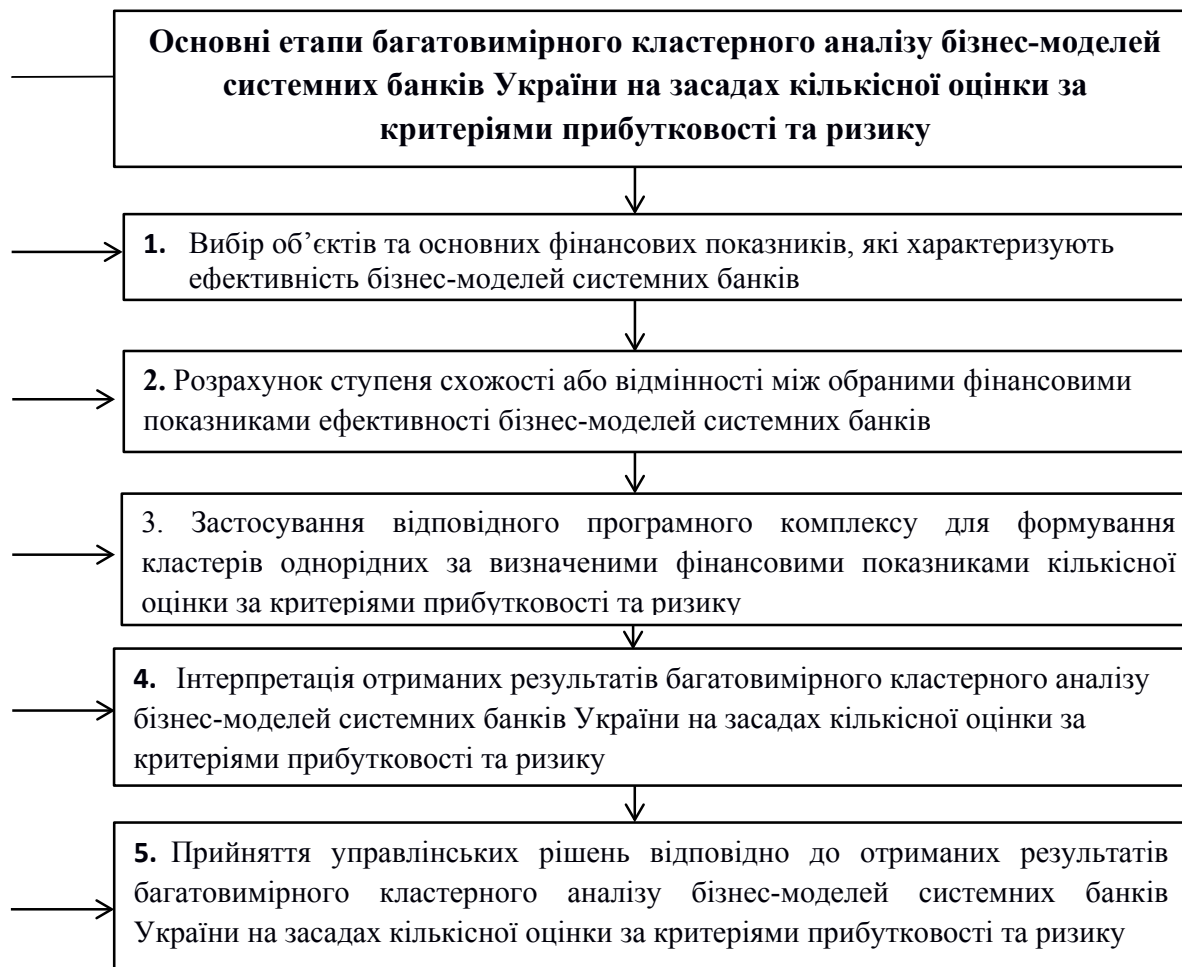 Основні етапи багатовимірного кластерного аналізу бізнес-моделей
системних банків України на засадах кількісної оцінки за
критеріями прибутковості та ризику
1. Вибір об’єктів та основних фінансових показників, які характеризують
ефективність бізнес-моделей системних банків
2. Розрахунок ступеня схожості або відмінності між обраними фінансовими
показниками ефективності бізнес-моделей системних банків
3. Застосування відповідного програмного комплексу для формування
кластерів однорідних за визначеними фінансовими показниками кількісної
оцінки за критеріями прибутковості та ризику
4. Інтерпретація отриманих результатів багатовимірного кластерного аналізу
бізнес-моделей системних банків України на засадах кількісної оцінки за
критеріями прибутковості та ризику
5. Прийняття управлінських рішень відповідно до отриманих результатів
багатовимірного кластерного аналізу бізнес-моделей системних банків
України на засадах кількісної оцінки за критеріями прибутковості та ризику